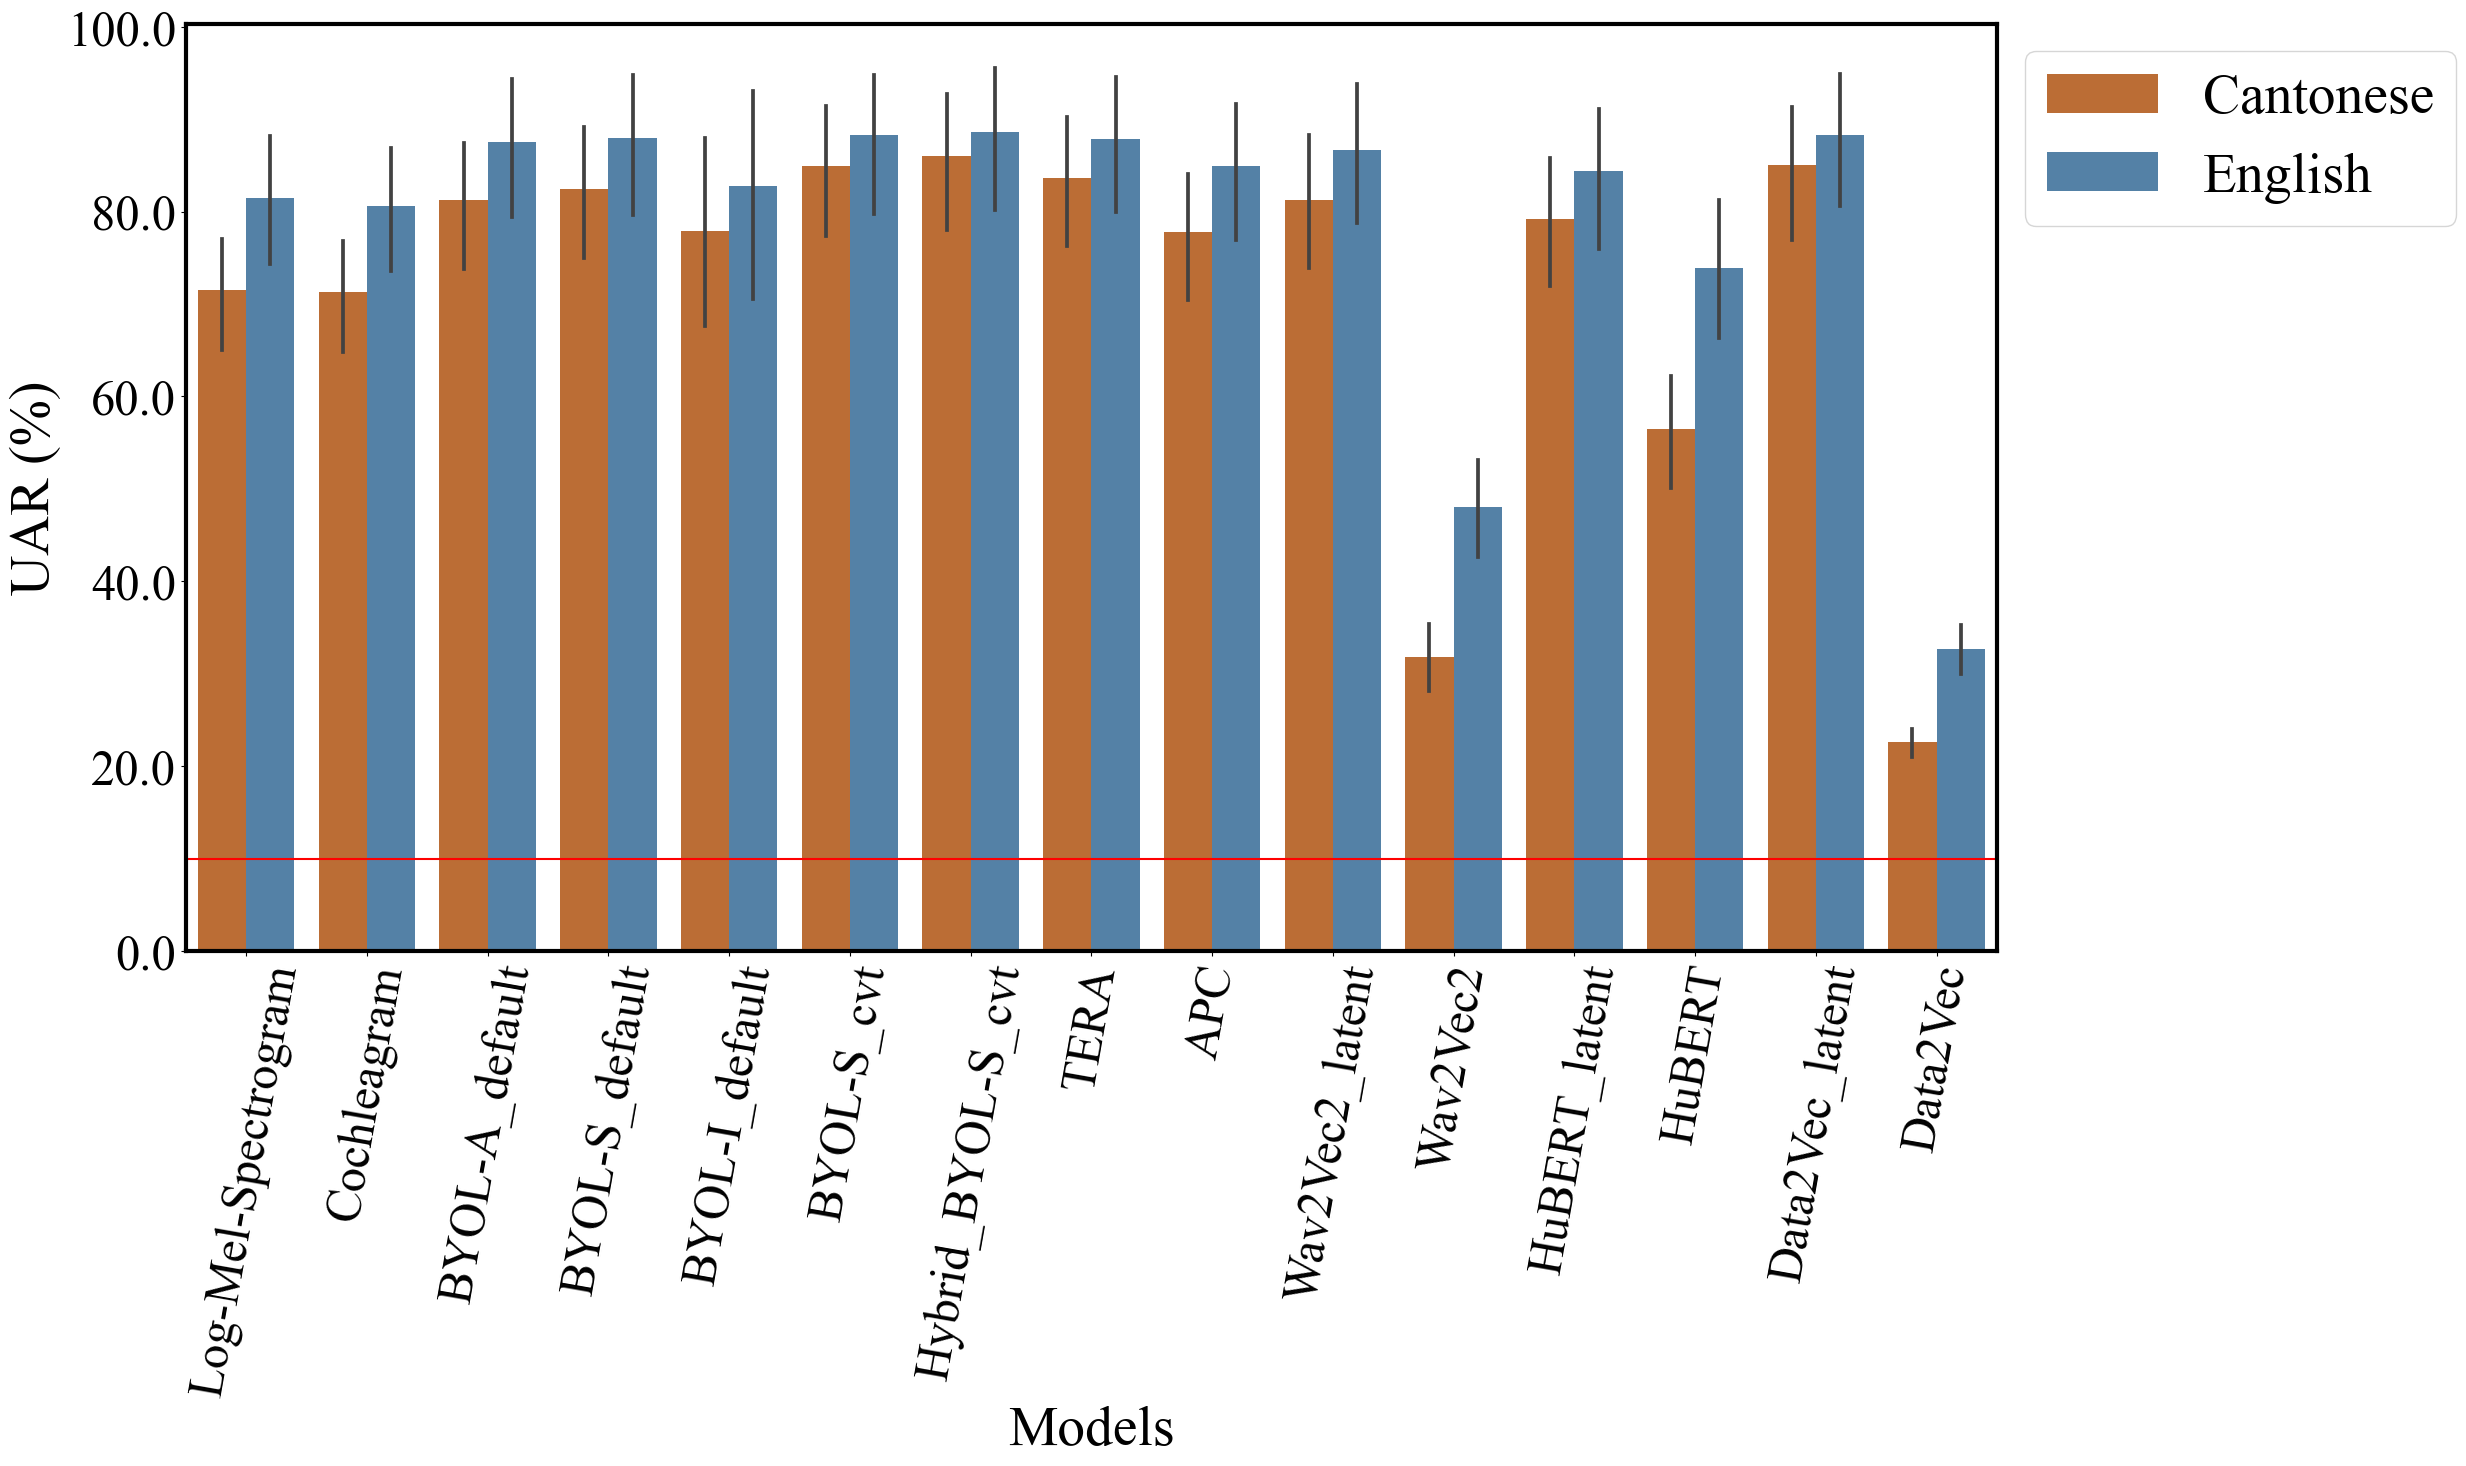 UAR (%)
100.0
80.0
60.0
40.0
20.0
0.0
Cantonese
English
Log-Mel-Spectrogram
Cochleagram
BYOL-A_default
BYOL-S_default
BYOL-I_default
BYOL-S_cvt
Hybrid_BYOL-S_cvt
TERA
APC
Wav2Vec2_latent
Wav2Vec2
HuBERT_latent
HuBERT
Data2Vec_latent
Data2Vec
Models